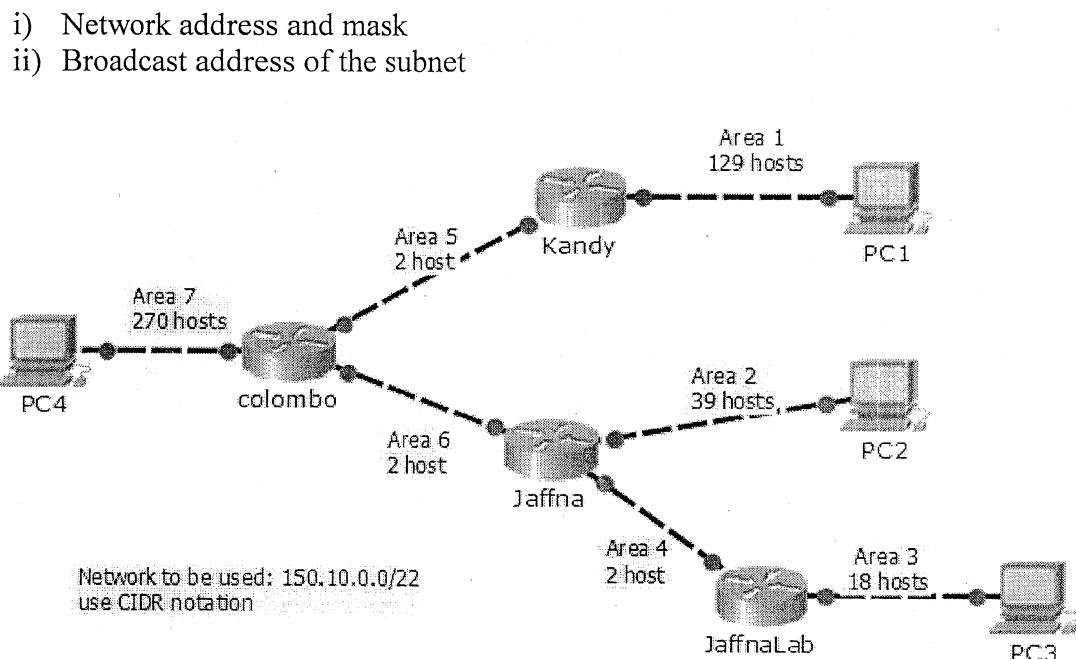 i) Network address and mask
ii) Broadcast address of the subnet
Area 1
129 hosts
Kandy
PC1
Area 5
2 host
Area 7
270 hosts
PC4
colombo
Area 2
39 hosts
PC2
Area 6
2 host
Jaffna
Area 4
2 host
Area 3
18 hosts
Network to be used: 150.10.0.0/22
use CIDR notation
JaffnaLab
PC3